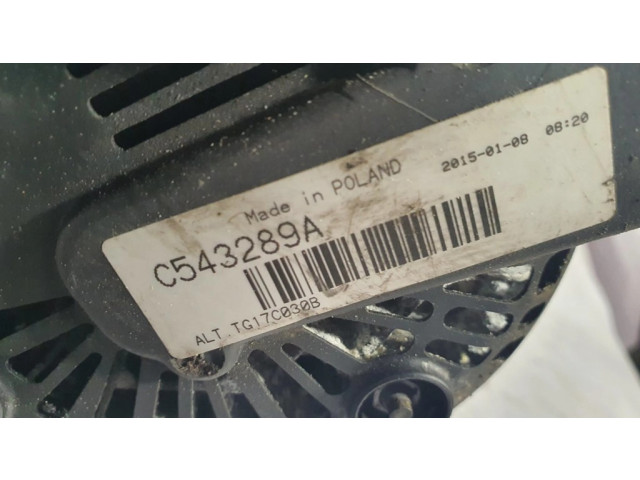 Made in POLAND 2015-01-08 08:20
C543289A
ALT TG17C030B